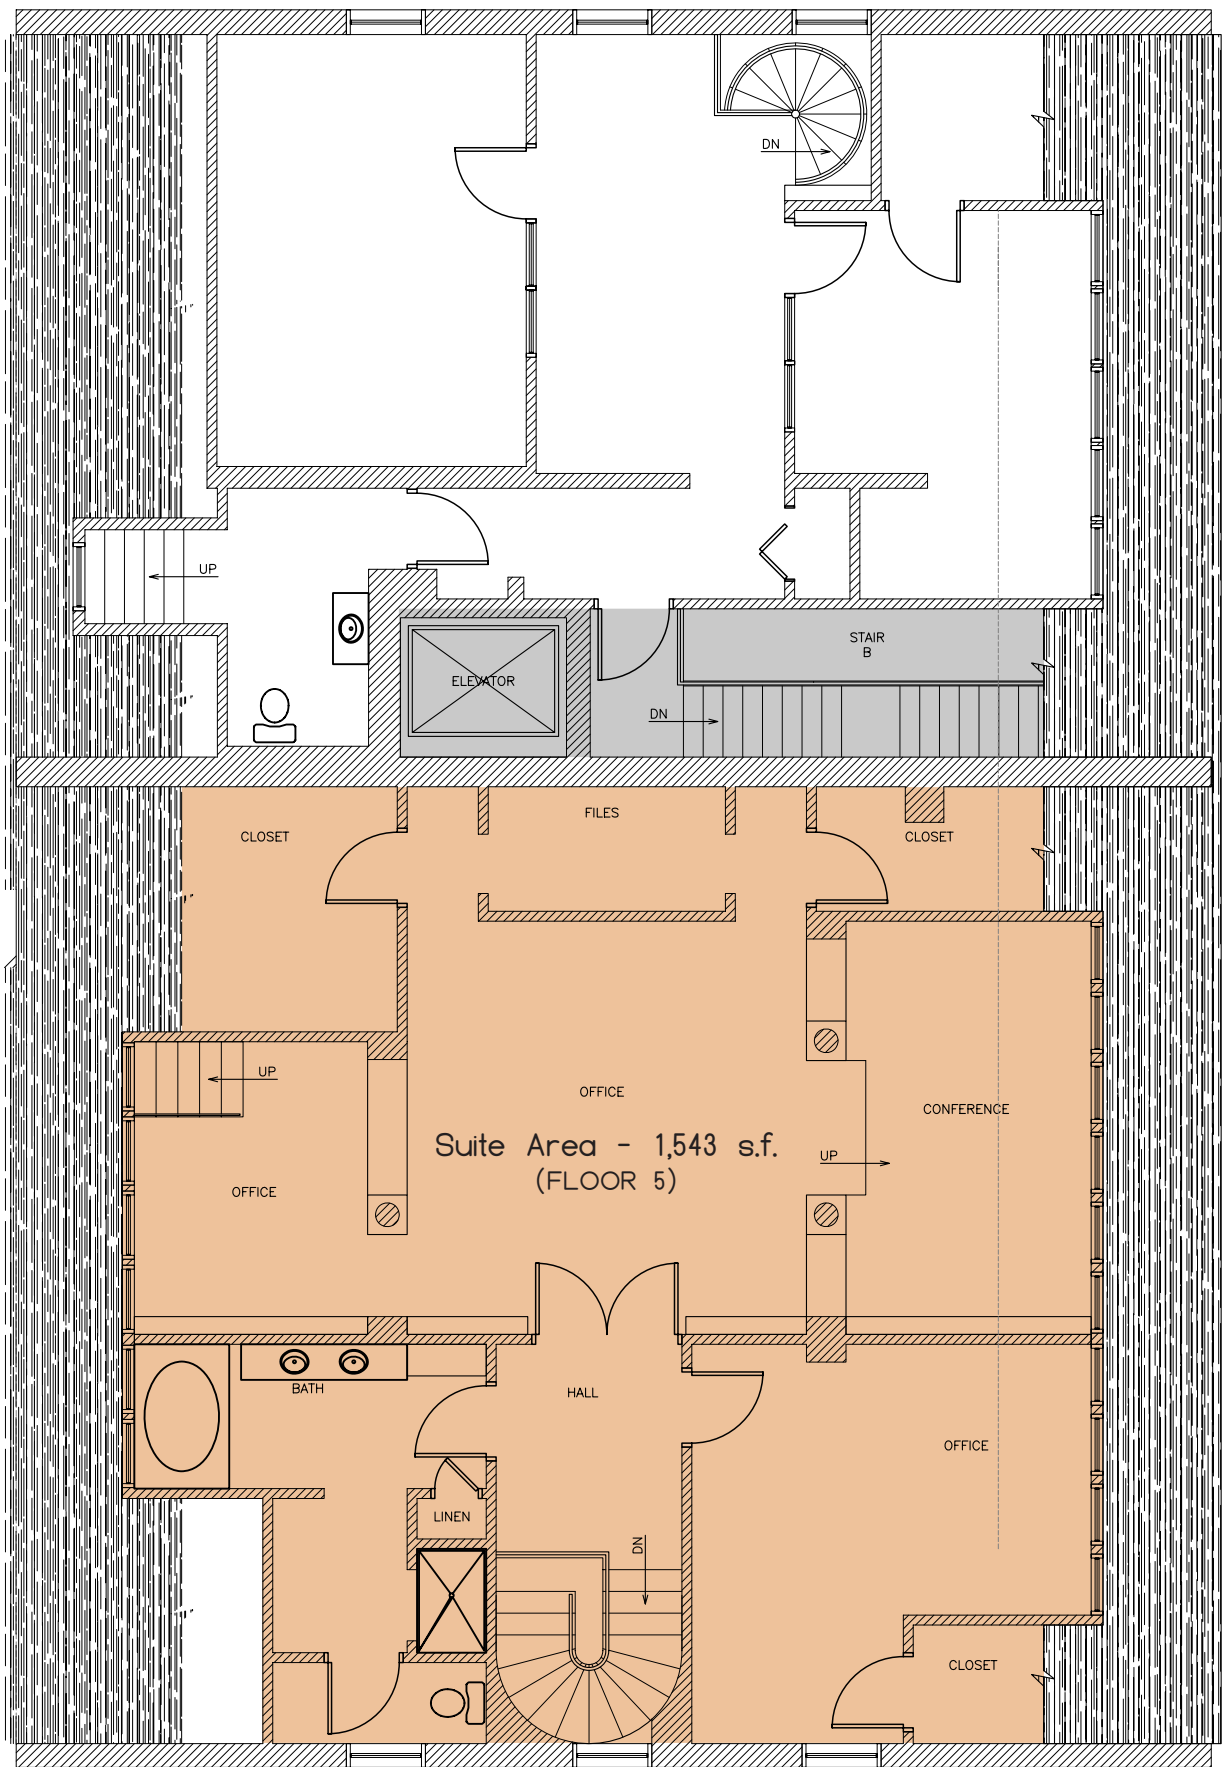 DN
UP
STAIR
B
ELEVATOR
DN
FILES
CLOSET
CLOSET
UP
OFFICE
CONFERENCE
Suite Area - 1,543 s.f.
(FLOOR 5)
UP
OFFICE
BATH
HALL
OFFICE
LINEN
DN
CLOSET